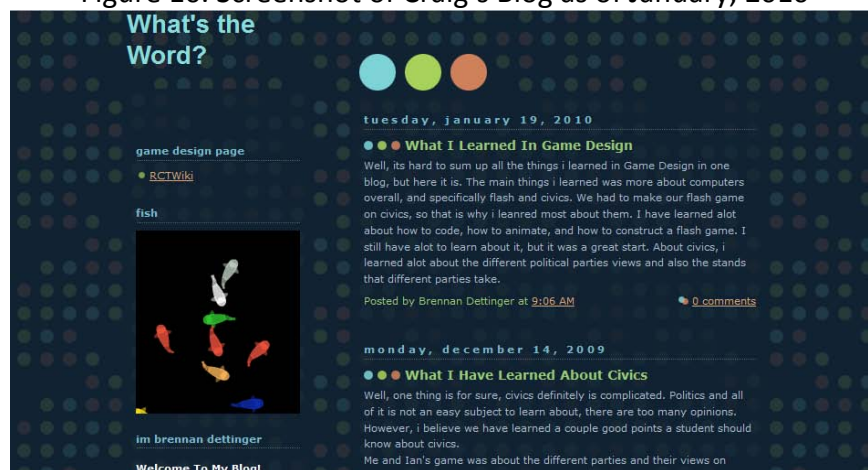 Figure 10: Screenshot of Craig's Blog as of January, 2010
What's the
Word?
game design page
RCTWiki
fish
im brennan dettinger
Welcome To My Blog!
tuesday, january 19, 2010
What I Learned In Game Design
Well, its hard to sum up all the things i learned in Game Design in one
blog, but here it is. The main things i learned was more about computers
overall, and specifically flash and civics. We had to make our flash game
on civics, so that is why i leanred most about them. I have learned alot
about how to code, how to animate, and how to construct a flash game. I
still have alot to learn about it, but it was a great start. About civics, i
learned alot about the different political parties views and also the stands
that different parties take.
Posted by Brennan Dettinger at 9:06 AM
0 comments
monday, december 14, 2009
What I Have Learned About Civics
Well, one thing is for sure, civics definitely is complicated. Politics and all
of it is not an easy subject to learn about, there are too many opinions.
However, i believe we have learned a couple good points a student should
know about civics.
Me and Ian's game was about the different parties and their views on